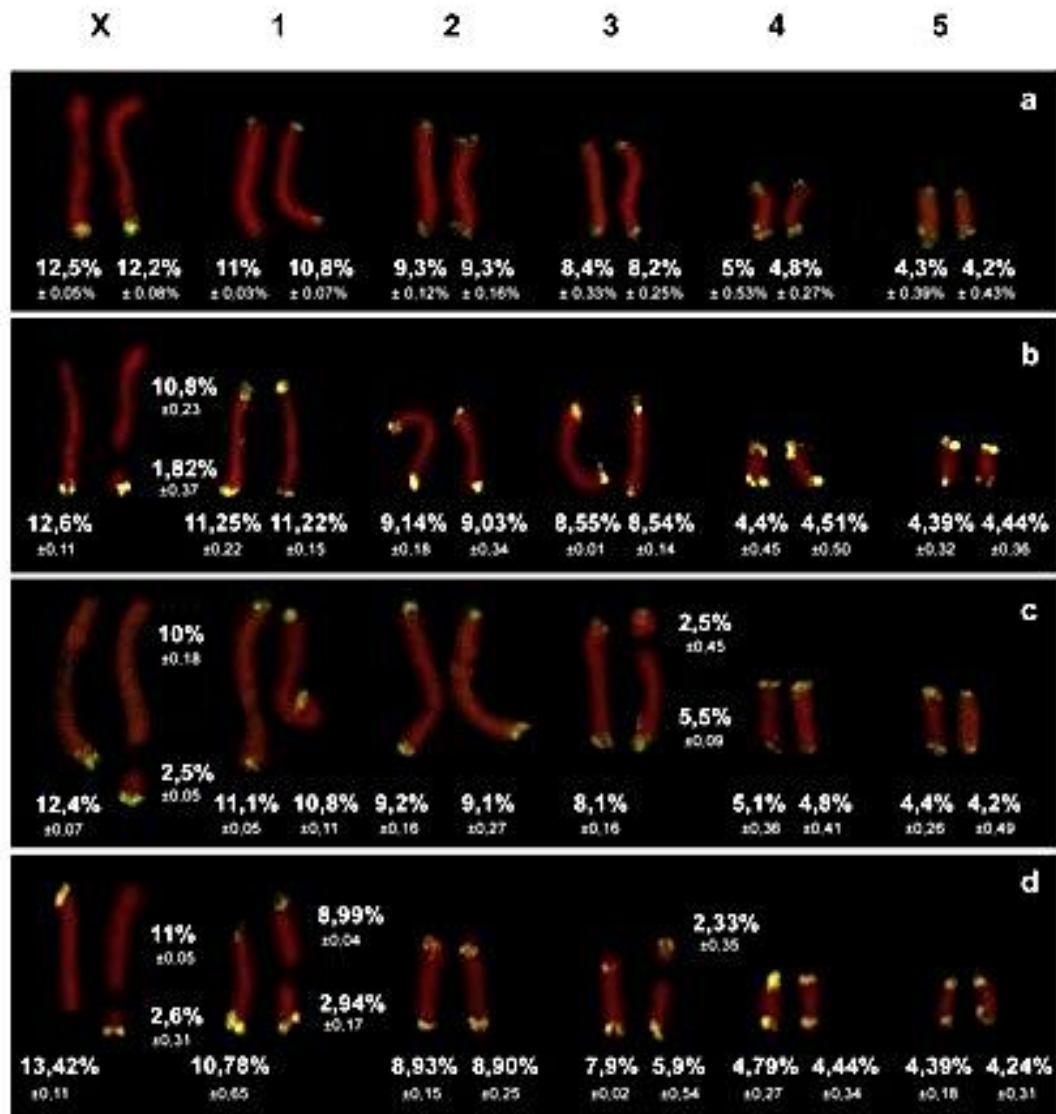 X 1 2 3 4 5
a
12,5% 12,2% 11% 10,8% 9,3% 9,3% 8,4% 8,2% 5% 4,8% 4,3% 4,2%
± 0.05% ± 0.08% ± 0,03% ± 0.07% ± 0.12% ± 0.16% ± 0.33% ± 0.25% ± 0.53% ± 0.27% ± 0.39% ± 0.43%
b
10,8%
±0,23
1,82%
±0,37
12,6% 11,25% 11,22% 9,14% 9,03% 8,55% 8,54% 4,4% 4,51% 4,39% 4,44%
±0.11 ±0.22 ±0.15 ±0.18 ±0.34 ±0.01 ±0.14 ±0.45 ±0.50 ±0.32 ±0.36
c
10% 2,5%
±0,18 ±0,45
5,5%
±0,09
2,5%
±0,05
12,4% 11,1% 10,8% 9,2% 9,1% 8,1% 5,1% 4,8% 4,4% 4,2%
±0.07 ±0,05 ±0,11 ±0,16 ±0,27 ±0,16 ±0,36 ±0,41 ±0,26 ±0,49
d
11% 8,99% 2,33%
±0.05 ±0,04 ±0,35
2,6% 2,94%
±0,31 ±0,17
13,42% 10,78% 8,93% 8,90% 7,9% 5,9% 4,79% 4,44% 4,39% 4,24%
±0,11 ±0,65 ±0,15 ±0,25 ±0,02 ±0,54 ±0,27 ±0,34 ±0,18 ±0,31